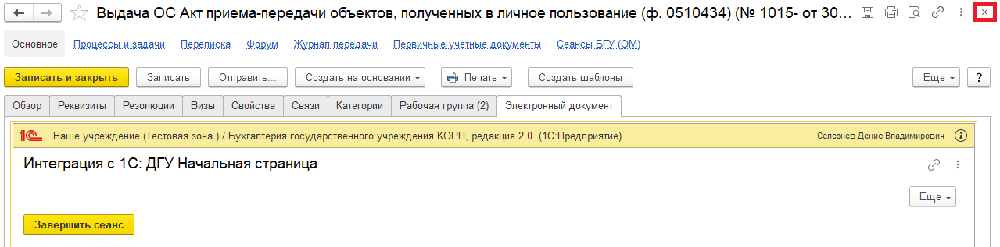 Выдача ОС Акт приема-передачи объектов, полученных в личное пользование (ф. 0510434) (№ 1015- от 30...
Основное Процессы и задачи Переписка Форум Журнал передачи Первичные учетные документы Сеансы БГУ (ОМ)
Записать и закрыть Записать Отправить... Создать на основании Печать Создать шаблоны Еще ?
Обзор Реквизиты Резолюции Визы Свойства Связи Категории Рабочая группа (2) Электронный документ
1С Наше учреждение (Тестовая зона ) / Бухгалтерия государственного учреждения КОРП, редакция 2.0 (1С:Предприятие) Селезнев Денис Владимирович
Интеграция с 1С: ДГУ Начальная страница
Еще
Завершить сеанс